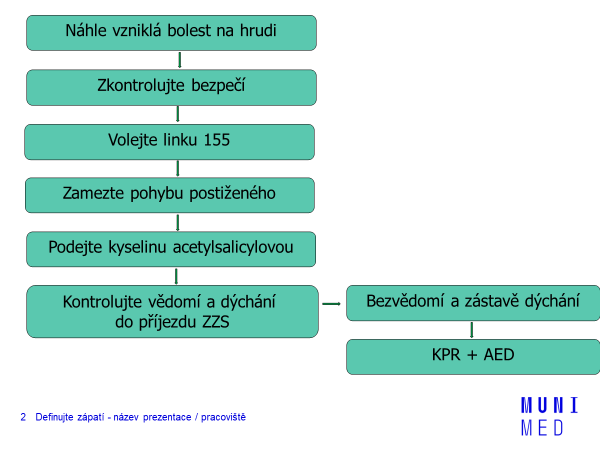 Náhle vzniklá bolest na hrudi
Zkontrolujte bezpečí
Volejte linku 155
Zamezte pohybu postiženého
Podejte kyselinu acetylsalicylovou
Kontrolujte vědomí a dýchání
do příjezdu ZZS
Bezvědomí a zástavě dýchání
KPR + AED
2 Definujte zápatí - název prezentace / pracoviště
MUNI
MED